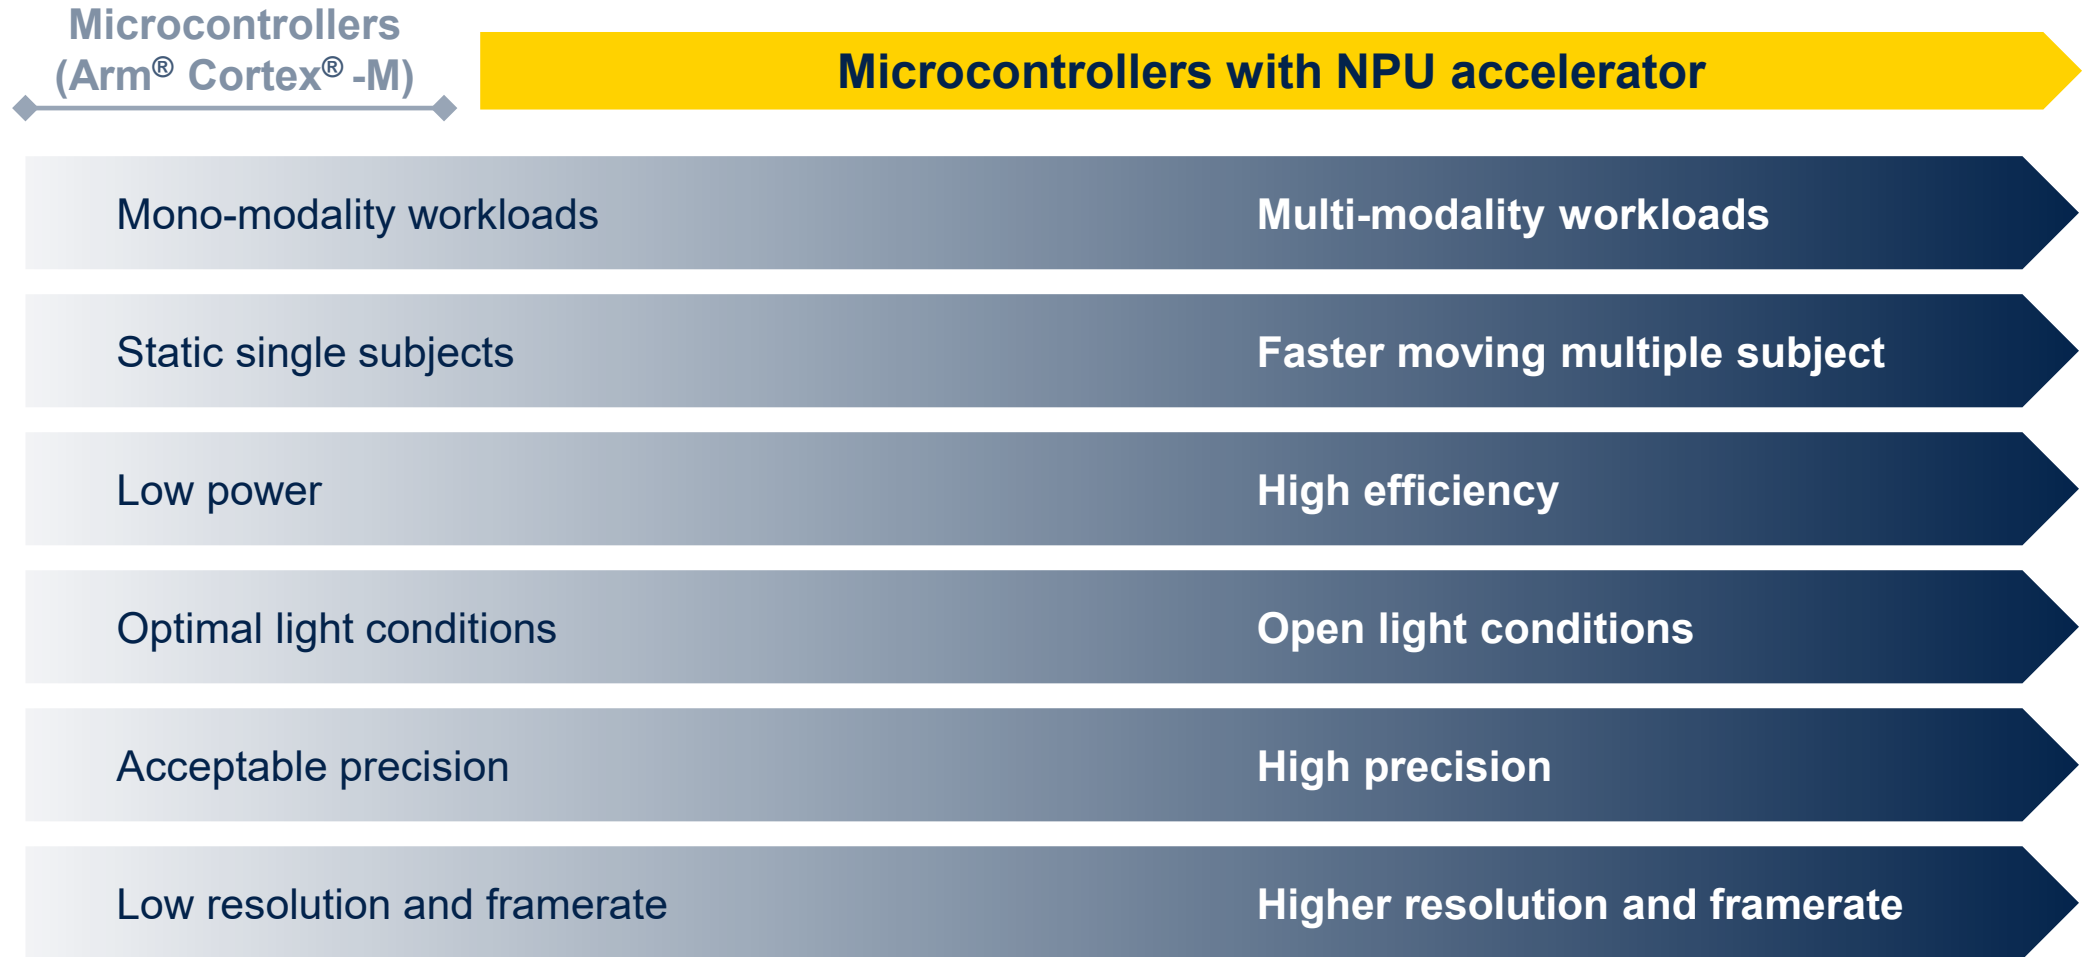 Microcontrollers
(Arm® Cortex® -M)
Microcontrollers with NPU accelerator
Mono-modality workloads
Multi-modality workloads
Static single subjects
Faster moving multiple subject
Low power
High efficiency
Optimal light conditions
Open light conditions
Acceptable precision
High precision
Low resolution and framerate
Higher resolution and framerate